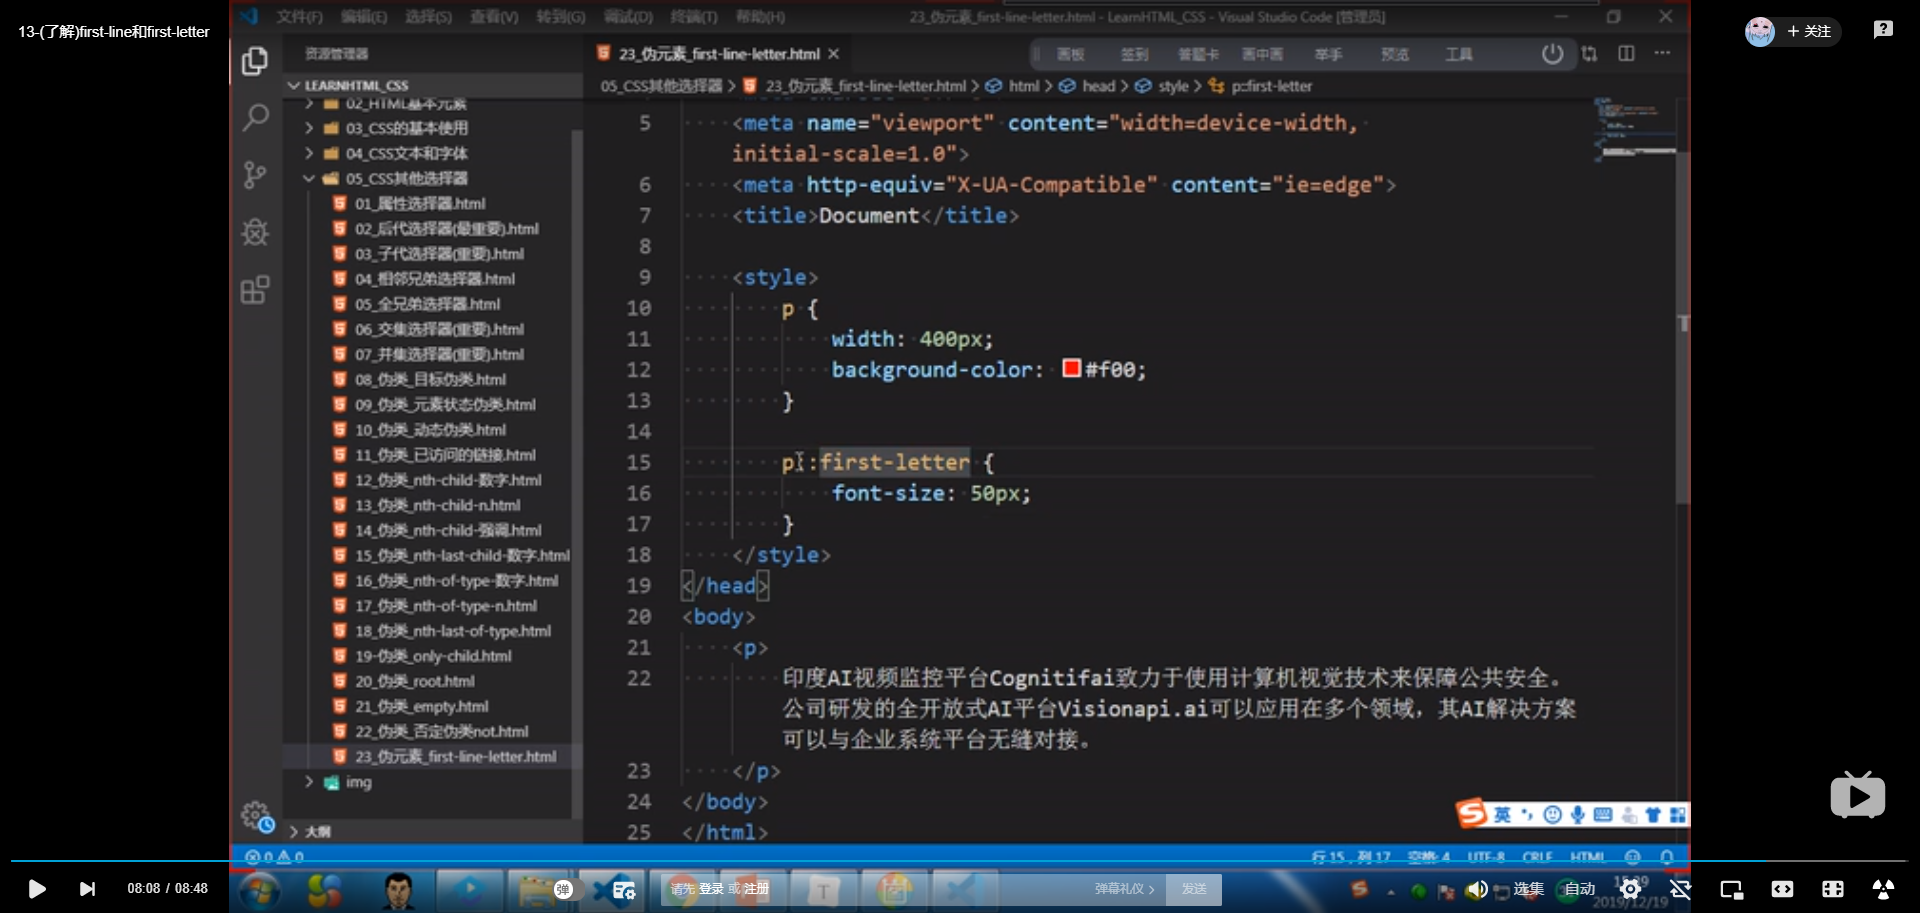 13-(了解)first-line和first-letter
+ 关注
文件(F) 编辑(E) 选择(S) 查看(V) 转到(G) 调试(D) 终端(T) 帮助(H)
23_伪元素_first-line-letter.html - LearnHTML_CSS - Visual Studio Code [管理员]
资源管理器
23_伪元素_first-line-letter.html
画板 签到 答题卡 画中画 举手 预览 工具
LEARNHTML_CSS
05_CSS其他选择器 > 23_伪元素_first-line-letter.html > html > head > style > p::first-letter
02_HTML基本元素
03_CSS的基本使用
04_CSS文本和字体
05_CSS其他选择器
01_属性选择器.html
02_后代选择器(最重要).html
03_子代选择器(重要).html
04_相邻兄弟选择器.html
05_全兄弟选择器.html
06_交集选择器(重要).html
07_并集选择器(重要).html
08_伪类_目标伪类.html
09_伪类_元素状态伪类.html
10_伪类_动态伪类.html
11_伪类_已访问的链接.html
12_伪类_nth-child-数字.html
13_伪类_nth-child-n.html
14_伪类_nth-child-强调.html
15_伪类_nth-last-child-数字.html
16_伪类_nth-of-type-数字.html
17_伪类_nth-of-type-n.html
18_伪类_nth-last-of-type.html
19-伪类_only-child.html
20_伪类_root.html
21_伪类_empty.html
22_伪类_否定伪类not.html
23_伪元素_first-line-letter.html
img
大纲
5 <meta name="viewport" content="width=device-width,
initial-scale=1.0">
6 <meta http-equiv="X-UA-Compatible" content="ie=edge">
7 <title>Document</title>
8
9 <style>
10 p {
11 width: 400px;
12 background-color: #f00;
13 }
14
15 p::first-letter {
16 font-size: 50px;
17 }
18 </style>
19 </head>
20 <body>
21 <p>
22 印度AI视频监控平台Cognitifai致力于使用计算机视觉技术来保障公共安全。
公司研发的全开放式AI平台Visionapi.ai可以应用在多个领域，其AI解决方案
可以与企业系统平台无缝对接。
23 </p>
24 </body>
25 </html>
英
0 0
行 15，列 17 空格: 4 UTF-8 CRLF HTML
08:08 / 08:48
弹
请先 登录 或 注册
弹幕礼仪 >
发送
选集
自动
2019/12/19